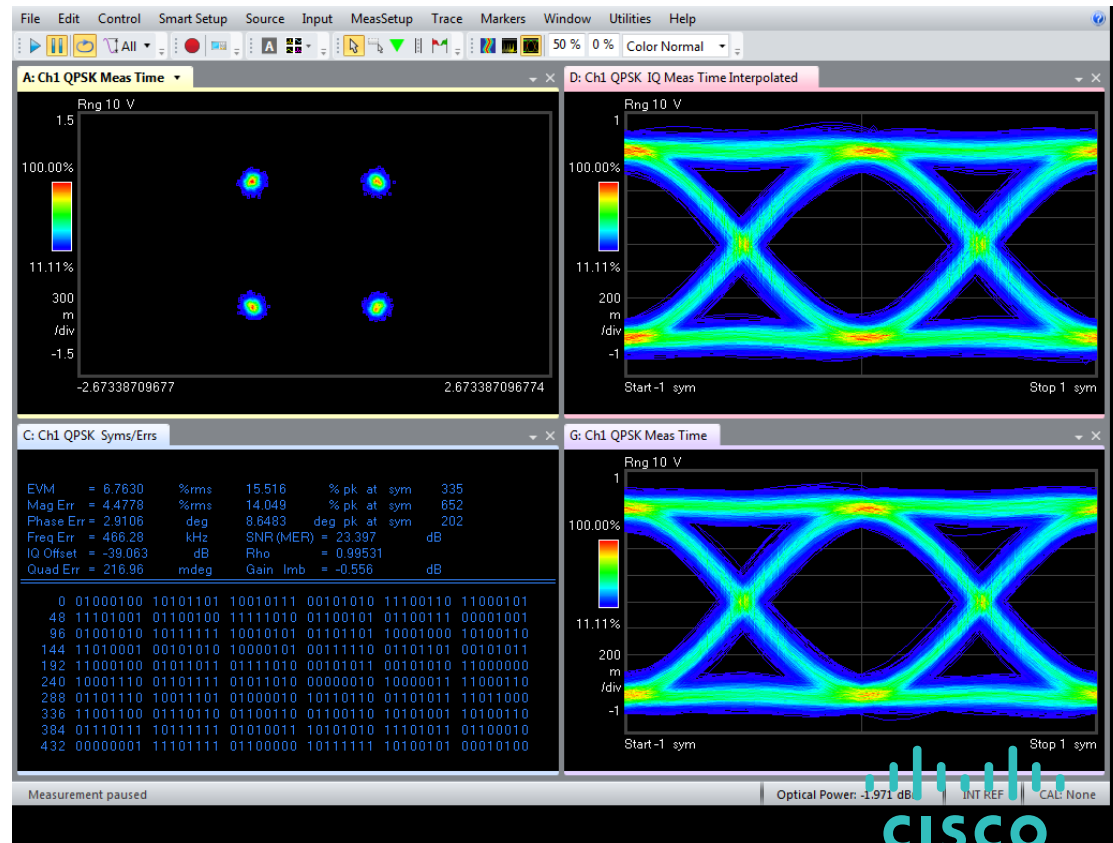 File Edit Control Smart Setup Source Input MeasSetup Trace Markers Window Utilities Help
All 50 % 0 % Color Normal
A: Ch1 QPSK Meas Time
Rng 10 V
1.5
100.00%
11.11%
300
m
/div
-1.5
-2.67338709677 2.673387096774
D: Ch1 QPSK IQ Meas Time Interpolated
Rng 10 V
1
100.00%
11.11%
200
m
/div
-1
Start -1 sym Stop 1 sym
C: Ch1 QPSK Syms/Errs
EVM = 6.7630 %rms 15.516 % pk at sym 335
Mag Err = 4.4778 %rms 14.049 % pk at sym 652
Phase Err = 2.9106 deg 8.6483 deg pk at sym 202
Freq Err = 466.28 kHz SNR (MER) = 23.397 dB
IQ Offset = -39.063 dB Rho = 0.99531
Quad Err = 216.96 mdeg Gain Imb = -0.556 dB
0 01000100 10101101 10010111 00101010 11100110 11000101
48 11101001 01100100 11111010 01100101 01100111 00001001
96 01001010 10111111 10010101 01101101 10001000 10100110
144 11010001 00101010 10000101 00111110 01101101 00101011
192 11000100 01011011 01111010 00101011 00101010 11000000
240 10001110 01101101 01011010 00000010 10000011 11000110
288 01101110 10011101 01000010 10110110 01101011 11011000
336 11001100 01110110 01100110 01100110 10101001 10100110
384 01110111 10111111 01010011 10101010 11101011 01100010
432 00000001 11101111 01100000 10111111 10100101 00010100
G: Ch1 QPSK Meas Time
Rng 10 V
1
100.00%
11.11%
200
m
/div
-1
Start -1 sym Stop 1 sym
Measurement paused Optical Power: -1.971 dB INT REF CAL: None
CISCO